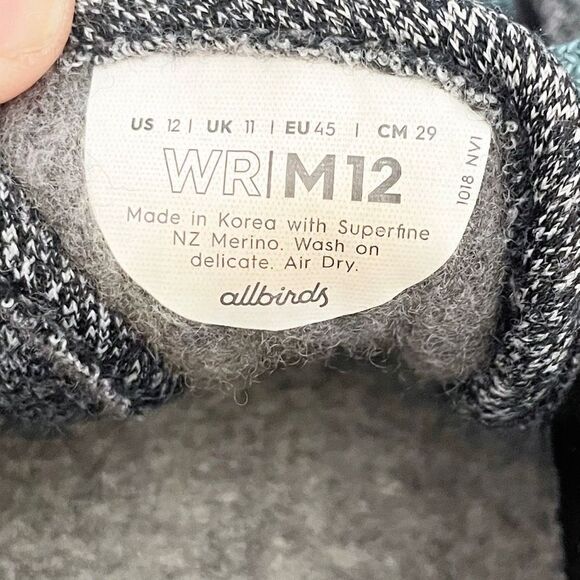 US 12 | UK 11 | EU 45 | CM 29
WR|M12
Made in Korea with Superfine
NZ Merino. Wash on
delicate. Air Dry.
allbirds
1018 NVI